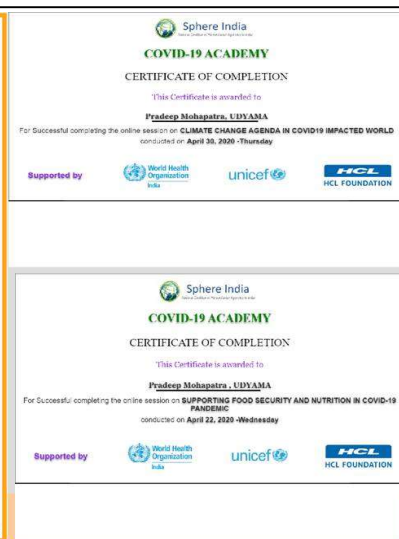 Sphere India
COVID-19 ACADEMY
CERTIFICATE OF COMPLETION
This Certificate is awarded to
Pradeep Mohapatra, UDYAMA
For Successful completing the online session on CLIMATE CHANGE AGENDA IN COVID19 IMPACTED WORLD
conducted on April 30, 2020 -Thursday
Supported by
World Health
Organization
India
unicef
HCL
HCL FOUNDATION
Sphere India
COVID-19 ACADEMY
CERTIFICATE OF COMPLETION
This Certificate is awarded to
Pradeep Mohapatra , UDYAMA
For Successful completing the online session on SUPPORTING FOOD SECURITY AND NUTRITION IN COVID-19
PANDEMIC
conducted on April 22, 2020 -Wednesday
Supported by
World Health
Organization
India
unicef
HCL
HCL FOUNDATION